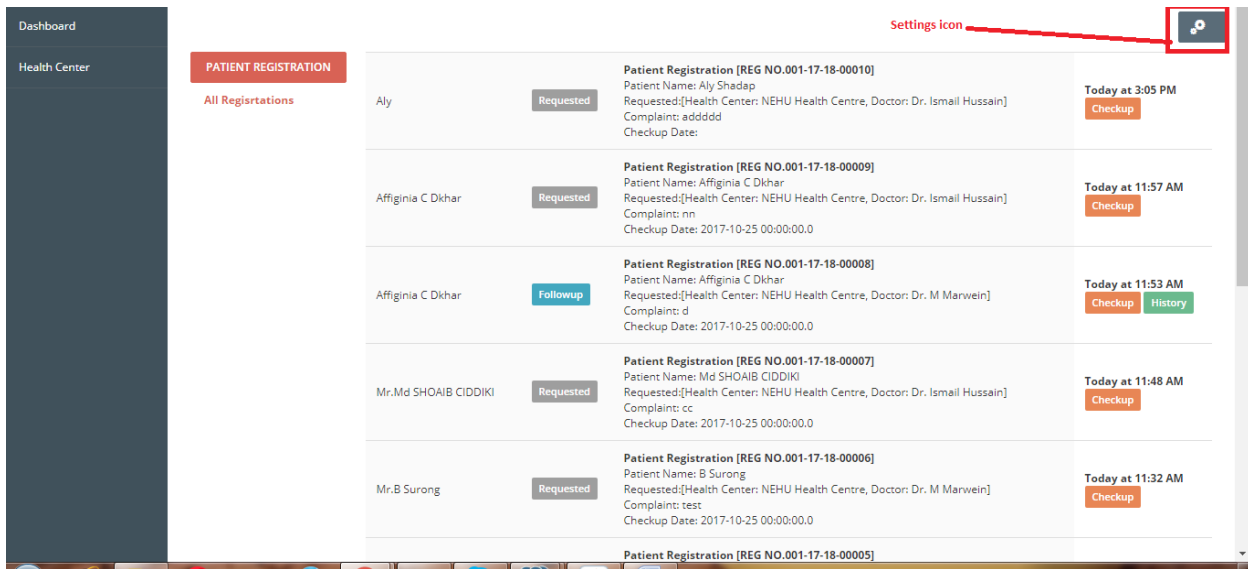 Dashboard
Settings icon
Health Center
PATIENT REGISTRATION
All Regisrtations
Aly
Requested
Patient Registration [REG NO.001-17-18-00010]
Patient Name: Aly Shadap
Requested:[Health Center: NEHU Health Centre, Doctor: Dr. Ismail Hussain]
Complaint: addddd
Checkup Date:
Today at 3:05 PM
Checkup
Affiginia C Dkhar
Requested
Patient Registration [REG NO.001-17-18-00009]
Patient Name: Affiginia C Dkhar
Requested:[Health Center: NEHU Health Centre, Doctor: Dr. Ismail Hussain]
Complaint: nn
Checkup Date: 2017-10-25 00:00:00.0
Today at 11:57 AM
Checkup
Affiginia C Dkhar
Followup
Patient Registration [REG NO.001-17-18-00008]
Patient Name: Affiginia C Dkhar
Requested:[Health Center: NEHU Health Centre, Doctor: Dr. M Marwein]
Complaint: d
Checkup Date: 2017-10-25 00:00:00.0
Today at 11:53 AM
Checkup History
Mr.Md SHOAIB CIDDIKI
Requested
Patient Registration [REG NO.001-17-18-00007]
Patient Name: Md SHOAIB CIDDIKI
Requested:[Health Center: NEHU Health Centre, Doctor: Dr. Ismail Hussain]
Complaint: cc
Checkup Date: 2017-10-25 00:00:00.0
Today at 11:48 AM
Checkup
Mr.B Surong
Requested
Patient Registration [REG NO.001-17-18-00006]
Patient Name: B Surong
Requested:[Health Center: NEHU Health Centre, Doctor: Dr. M Marwein]
Complaint: test
Checkup Date: 2017-10-25 00:00:00.0
Today at 11:32 AM
Checkup
Patient Registration [REG NO.001-17-18-00005]